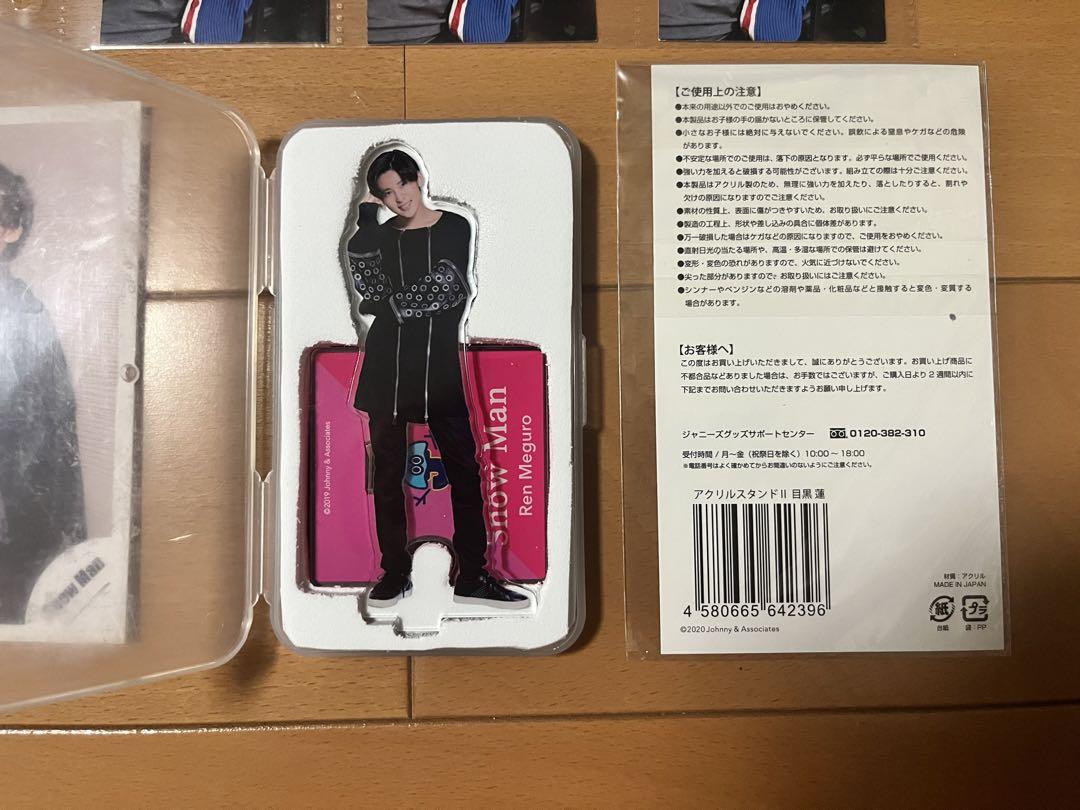 【ご使用上の注意】
●本来の用途以外でのご使用はおやめください。
●本製品はお子様の手の届かないところに保管してください。
●小さなお子様には絶対に与えないでください。誤飲による窒息やケガなどの危険
があります。
●不安定な場所でのご使用は、落下の原因となります。必ず平らな場所でご使用ください。
●強い力を加えると破損する可能性がございます。組み立ての際は十分ご注意ください。
●本製品はアクリル製のため、無理に強い力を加えたり、落としたりすると、割れや
欠けの原因になりますのでご注意ください。
●素材の性質上、表面に傷がつきやすいため、お取り扱いにご注意ください。
●製造の工程上、形状や差し込みの具合に個体差があります。
●万一破損した場合はケガなどの原因になりますので、ご使用をおやめください。
●直射日光の当たる場所や、高温・多湿な場所での保管は避けてください。
●変形・変色の恐れがありますので、火気に近づけないでください。
●尖った部分がありますので、お取り扱いにはご注意ください。
●シンナーやベンジンなどの溶剤や薬品・化粧品などと接触すると変色・変質する
場合があります。
【お客様へ】
この度はお買い上げいただきまして、誠にありがとうございます。お買い上げ商品に
不都合品などありました場合は、お手数ではございますが、ご購入日より2週間以内に
下記までお問い合わせいただきますようお願い申し上げます。
ジャニーズグッズサポートセンター 0120-382-310
受付時間 / 月〜金 (祝祭日を除く) 10:00〜18:00
※電話番号はよく確かめてからお間違いのないようにご注意ください。
アクリルスタンドII 目黒 蓮
4 580665 642396
©2020 Johnny & Associates
材質：アクリル
MADE IN JAPAN
紙 プラ
台紙 袋：PP
©2019 Johnny & Associates
Snow Man
Ren Meguro
Snow Man